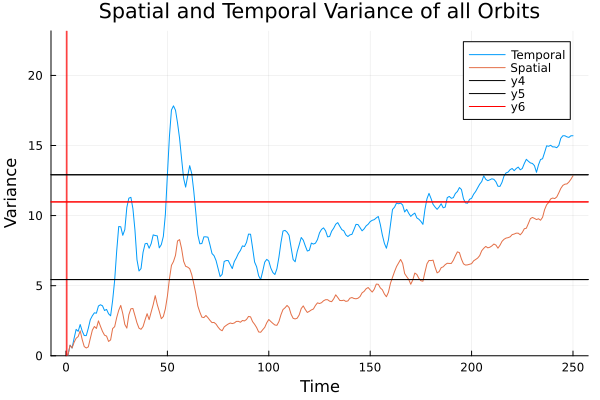 Spatial and Temporal Variance of all Orbits
Temporal
Spatial
y4
y5
y6
20
15
10
5
0
Variance
0 50 100 150 200 250
Time